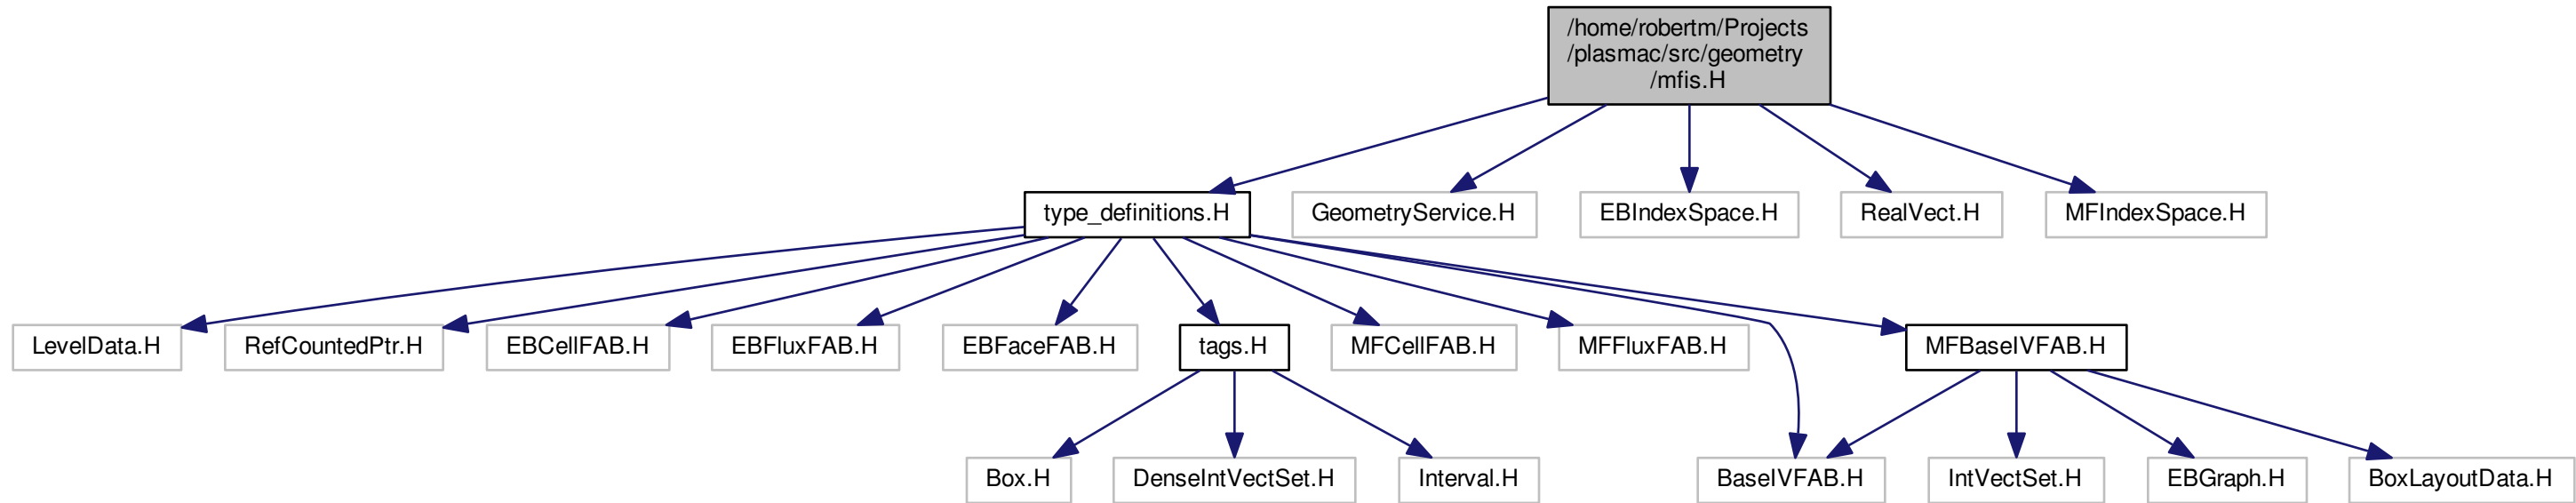 /home/robertm/Projects
/plasmac/src/geometry
/mfis.H
type_definitions.H
GeometryService.H
EBIndexSpace.H
RealVect.H
MFIndexSpace.H
LevelData.H
RefCountedPtr.H
EBCellFAB.H
EBFluxFAB.H
EBFaceFAB.H
tags.H
MFCellFAB.H
MFFluxFAB.H
MFBaseIVFAB.H
Box.H
DenseIntVectSet.H
Interval.H
BaseIVFAB.H
IntVectSet.H
EBGraph.H
BoxLayoutData.H